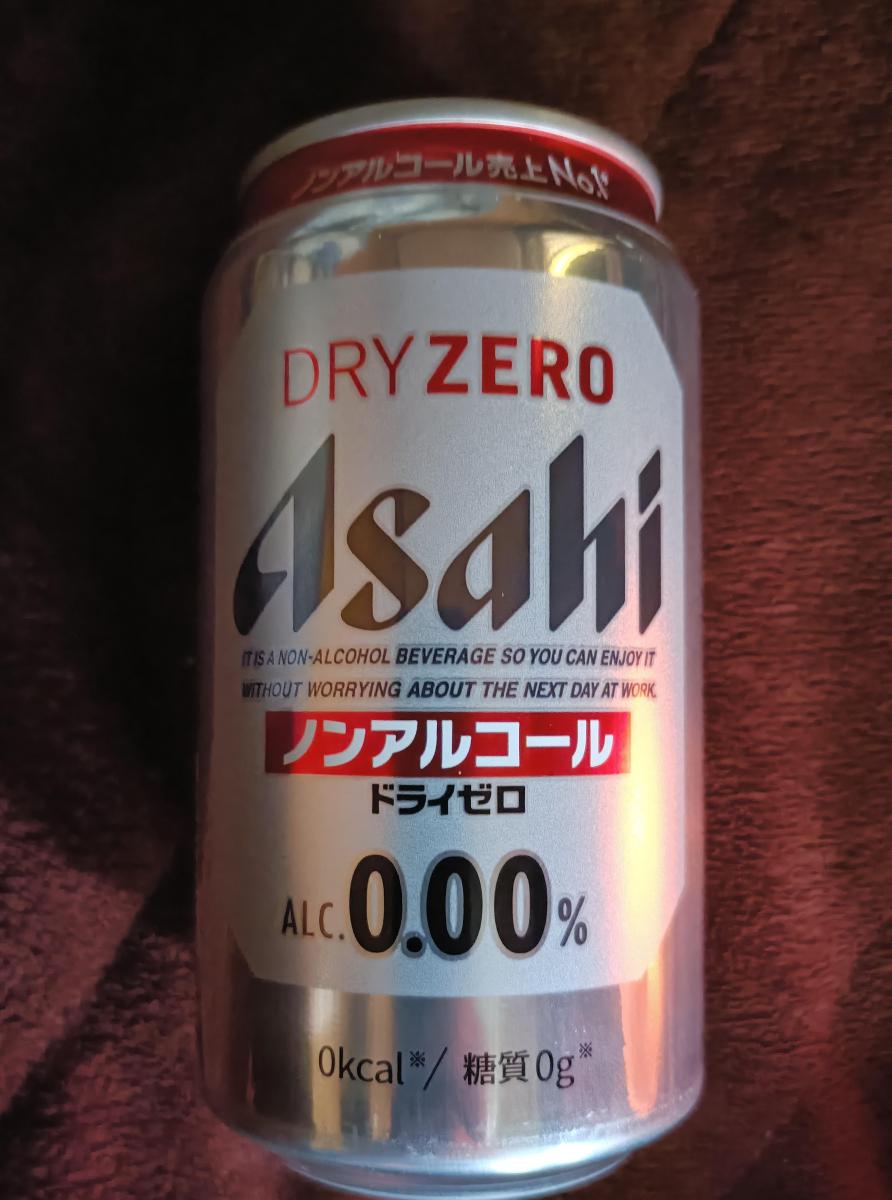 ノンアルコール売上No.1※
DRY ZERO
Asahi
IT IS A NON-ALCOHOL BEVERAGE SO YOU CAN ENJOY IT
WITHOUT WORRYING ABOUT THE NEXT DAY AT WORK.
ノンアルコール
ドライゼロ
ALC. 0.00%
0kcal※/ 糖質0g※